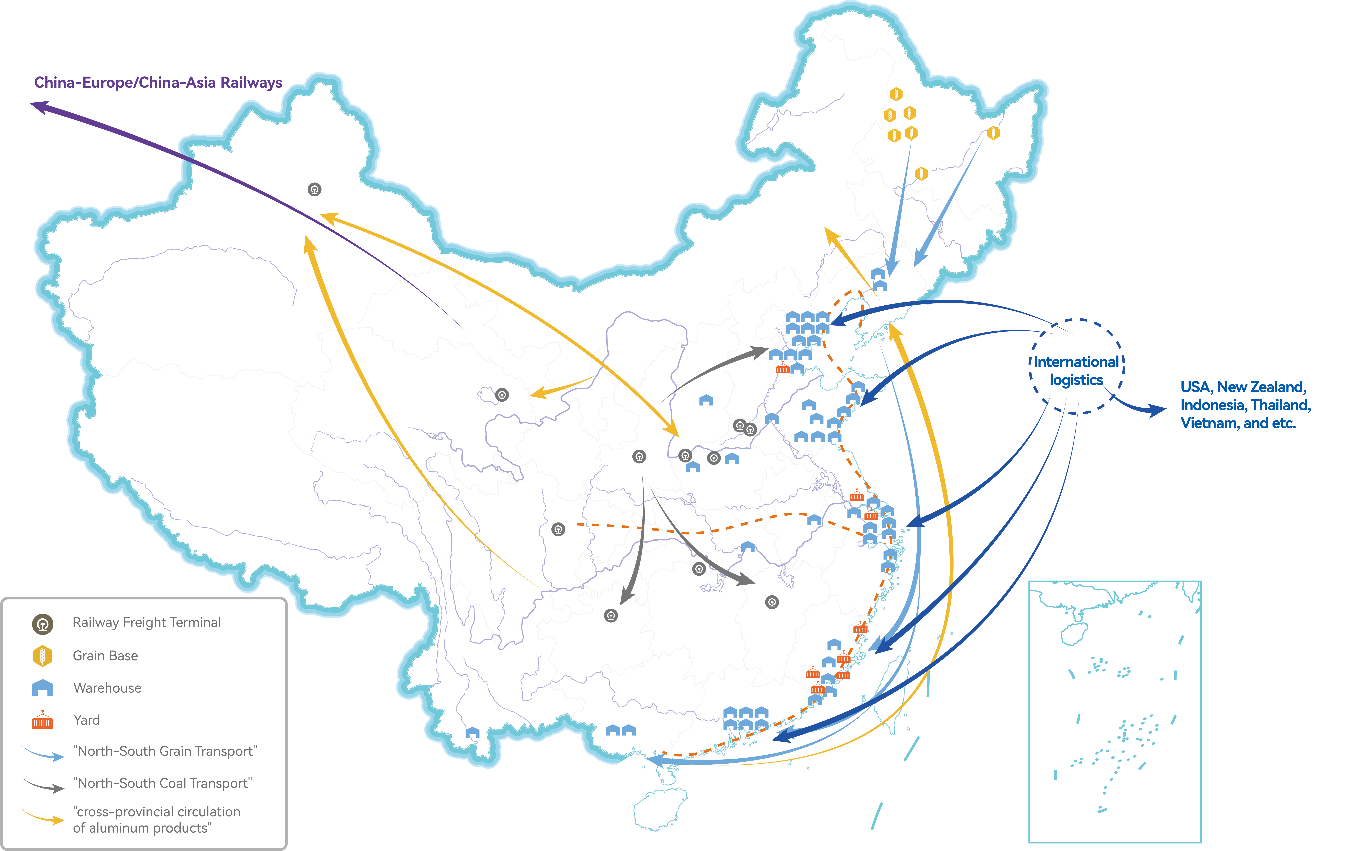 China-Europe/China-Asia Railways
International
logistics
USA, New Zealand,
Indonesia, Thailand,
Vietnam, and etc.
Railway Freight Terminal
Grain Base
Warehouse
Yard
"North-South Grain Transport"
"North-South Coal Transport"
"cross-provincial circulation
of aluminum products"